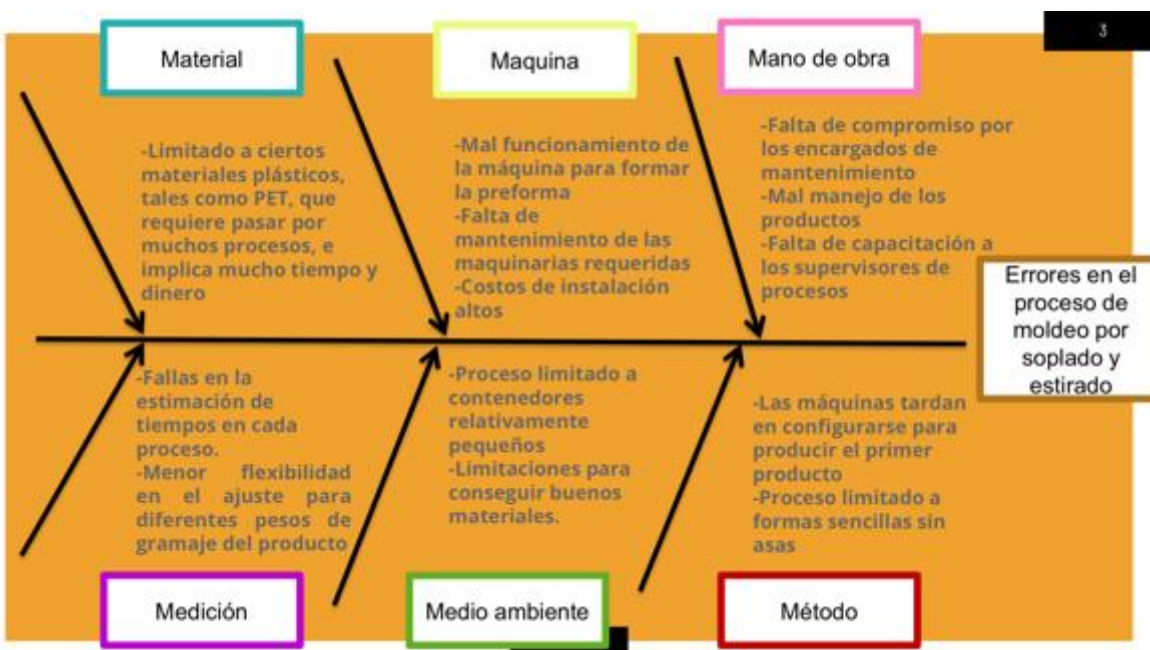 3
Material
Maquina
Mano de obra
-Limitado a ciertos
materiales plásticos,
tales como PET, que
requiere pasar por
muchos procesos, e
implica mucho tiempo y
dinero
-Mal funcionamiento de
la máquina para formar
la preforma
-Falta de
mantenimiento de las
maquinarias requeridas
-Costos de instalación
altos
-Falta de compromiso por
los encargados de
mantenimiento
-Mal manejo de los
productos
-Falta de capacitación a
los supervisores de
procesos
Errores en el
proceso de
moldeo por
soplado y
estirado
-Fallas en la
estimación de
tiempos en cada
proceso.
-Menor flexibilidad
en el ajuste para
diferentes pesos de
gramaje del producto
-Proceso limitado a
contenedores
relativamente
pequeños
-Limitaciones para
conseguir buenos
materiales.
-Las máquinas tardan
en configurarse para
producir el primer
producto
-Proceso limitado a
formas sencillas sin
asas
Medición
Medio ambiente
Método